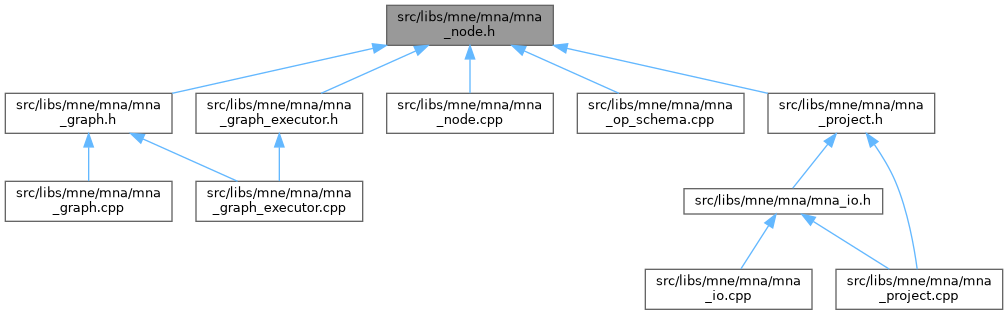 src/libs/mne/mna/mna
_node.h
src/libs/mne/mna/mna
_graph.h
src/libs/mne/mna/mna
_graph_executor.h
src/libs/mne/mna/mna
_node.cpp
src/libs/mne/mna/mna
_op_schema.cpp
src/libs/mne/mna/mna
_project.h
src/libs/mne/mna/mna
_graph.cpp
src/libs/mne/mna/mna
_graph_executor.cpp
src/libs/mne/mna/mna_io.h
src/libs/mne/mna/mna
_io.cpp
src/libs/mne/mna/mna
_project.cpp